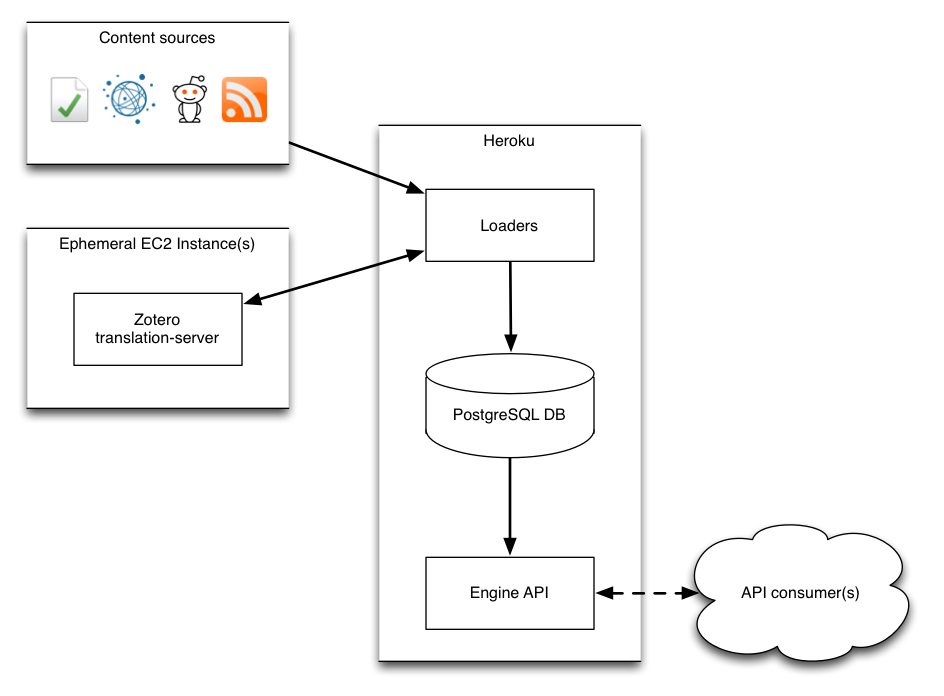 Content sources
Heroku
Loaders
Ephemeral EC2 Instance(s)
Zotero
translation-server
PostgreSQL DB
Engine API
API consumer(s)